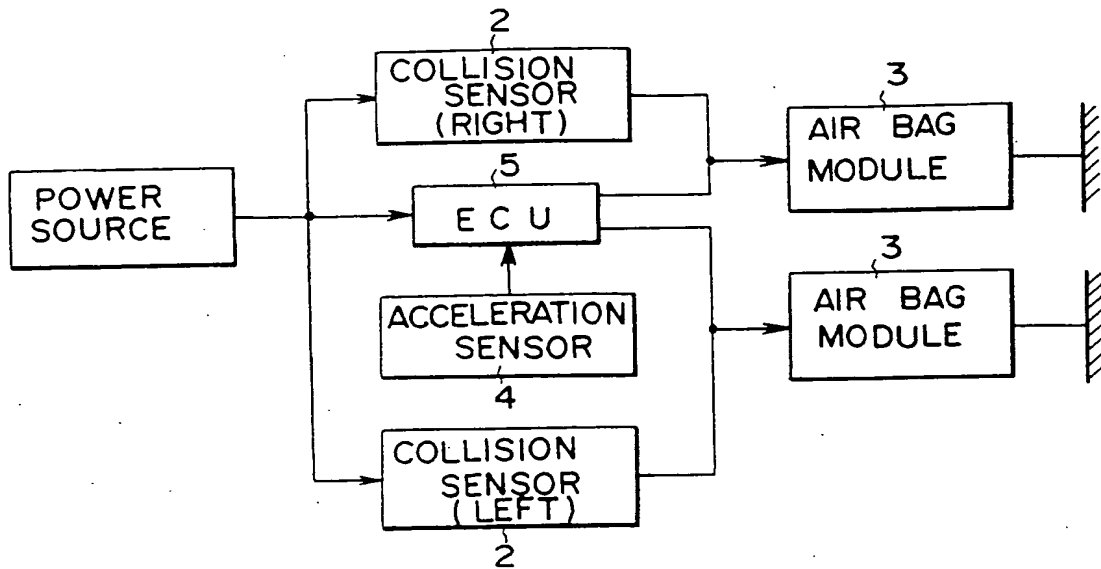 2
COLLISION
SENSOR
(RIGHT)
3
AIR BAG
MODULE
POWER
SOURCE
5
ECU
3
AIR BAG
MODULE
ACCELERATION
SENSOR
4
COLLISION
SENSOR
(LEFT)
2